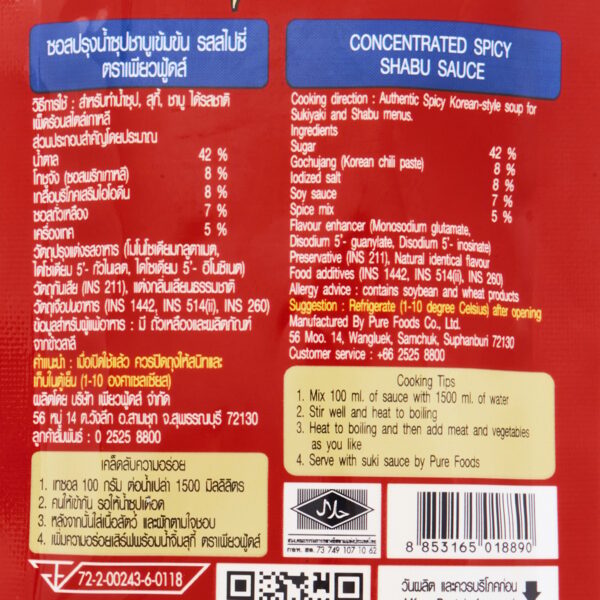 ซอสปรุงน้ำซุปชาบูเข้มข้น รสสไปซี่
ตราเพียวฟู้ดส์
วิธีการใช้ : สำหรับทำน้ำซุป, สุกี้, ชาบู ได้รสชาติ
เผ็ดร้อนสไตล์เกาหลี
ส่วนประกอบสำคัญโดยประมาณ
น้ำตาล 42 %
โกชูจัง (ซอสพริกเกาหลี) 8 %
เกลือบริโภคเสริมไอโอดีน 8 %
ซอสถั่วเหลือง 7 %
เครื่องเทศ 5 %
วัตถุปรุงแต่งรสอาหาร (โมโนโซเดียมกลูตาเมต,
ไดโซเดียม 5'- กัวไนเลต, ไดโซเดียม 5'- อิโนซิเนต)
วัตถุกันเสีย (INS 211), แต่งกลิ่นเลียนธรรมชาติ
วัตถุเจือปนอาหาร (INS 1442, INS 514(ii), INS 260)
ข้อมูลสำหรับผู้แพ้อาหาร : มี ถั่วเหลืองและผลิตภัณฑ์
จากข้าวสาลี
คำแนะนำ : เมื่อเปิดใช้แล้ว ควรปิดถุงให้สนิทและ
เก็บในตู้เย็น (1-10 องศาเซลเซียส)
ผลิตโดย บริษัท เพียวฟู้ดส์ จำกัด
56 หมู่ 14 ต.วังลึก อ.สามชุก จ.สุพรรณบุรี 72130
ลูกค้าสัมพันธ์ : 0 2525 8800
เคล็ดลับความอร่อย
1. เทซอส 100 กรัม ต่อน้ำเปล่า 1500 มิลลิลิตร
2. คนให้เข้ากัน รอให้น้ำซุปเดือด
3. หลังจากนั้นใส่เนื้อสัตว์ และผักตามใจชอบ
4. เพิ่มความอร่อยเสิร์ฟพร้อมน้ำจิ้มสุกี้ ตราเพียวฟู้ดส์
72-2-00243-6-0118
CONCENTRATED SPICY
SHABU SAUCE
Cooking direction : Authentic Spicy Korean-style soup for
Sukiyaki and Shabu menus.
Ingredients
Sugar 42 %
Gochujang (Korean chili paste) 8 %
Iodized salt 8 %
Soy sauce 7 %
Spice mix 5 %
Flavour enhancer (Monosodium glutamate,
Disodium 5'- guanylate, Disodium 5'- inosinate)
Preservative (INS 211), Natural identical flavour
Food additives (INS 1442, INS 514(ii), INS 260)
Allergy advice : contains soybean and wheat products
Suggestion : Refrigerate (1-10 degree Celsius) after opening
Manufactured By Pure Foods Co., Ltd.
56 Moo. 14, Wangluek, Samchuk, Suphanburi 72130
Customer service : +66 2525 8880
Cooking Tips
1. Mix 100 ml. of sauce with 1500 ml. of water
2. Stir well and heat to boiling
3. Heat to boiling and then add meat and vegetables
as you like
4. Serve with suki sauce by Pure Foods
حلال
กอท. ฮล. 73 749 107 10 62
8 853165 018890
วันผลิต และควรบริโภคก่อน